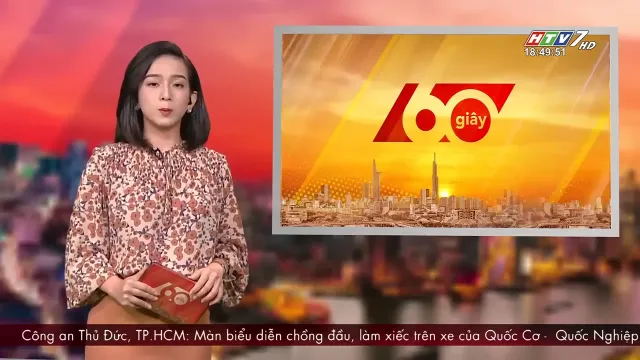 HTV7 HD
18:49:51
60 giây
Công an Thủ Đức, TP.HCM: Màn biểu diễn chồng đầu, làm xiếc trên xe của Quốc Cơ - Quốc Nghiệp